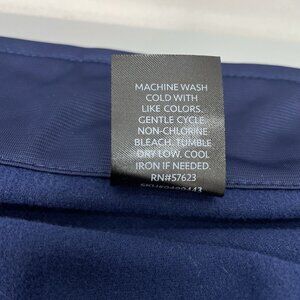 MACHINE WASH
COLD WITH
LIKE COLORS.
GENTLE CYCLE.
NON-CHLORINE
BLEACH. TUMBLE
DRY LOW. COOL
IRON IF NEEDED.
RN#57623